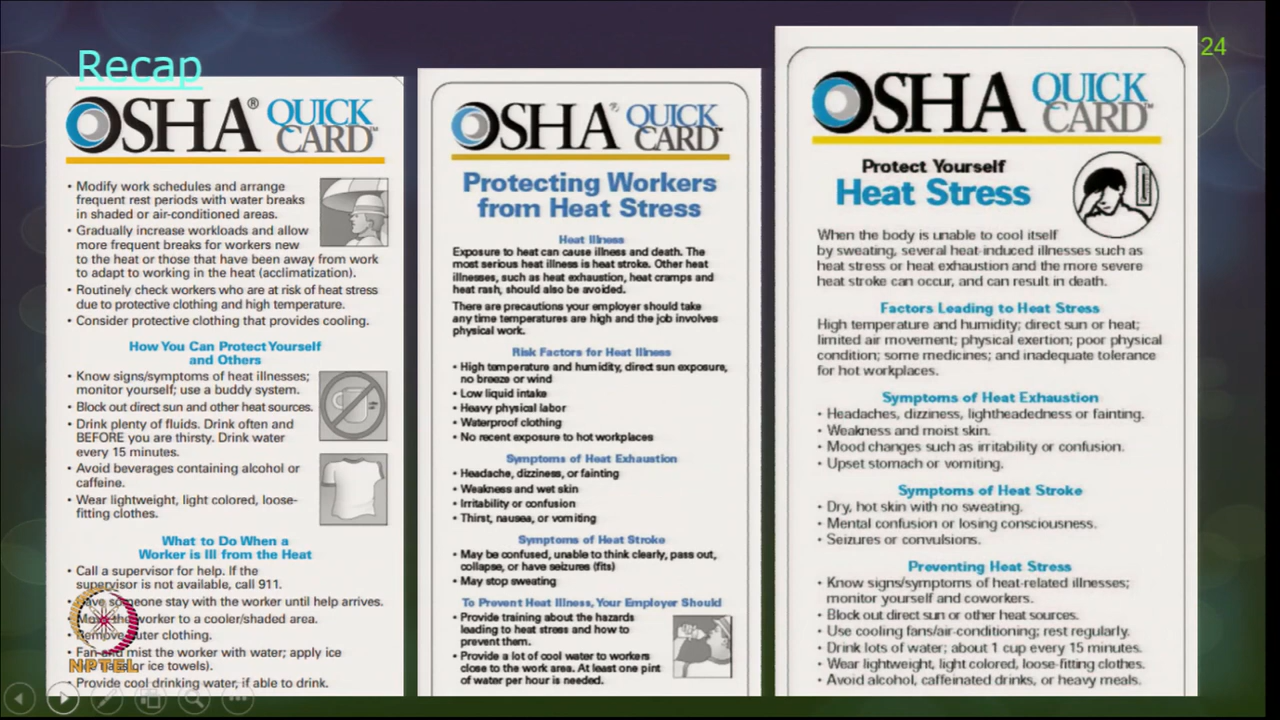 Recap
24
OSHA® QUICK
CARD™
• Modify work schedules and arrange
frequent rest periods with water breaks
in shaded or air-conditioned areas.
• Gradually increase workloads and allow
more frequent breaks for workers new
to the heat or those that have been away from work
to adapt to working in the heat (acclimatization).
• Routinely check workers who are at risk of heat stress
due to protective clothing and high temperature.
• Consider protective clothing that provides cooling.
How You Can Protect Yourself
and Others
• Know signs/symptoms of heat illnesses;
monitor yourself; use a buddy system.
• Block out direct sun and other heat sources.
• Drink plenty of fluids. Drink often and
BEFORE you are thirsty. Drink water
every 15 minutes.
• Avoid beverages containing alcohol or
caffeine.
• Wear lightweight, light colored, loose-
fitting clothes.
What to Do When a
Worker is Ill from the Heat
• Call a supervisor for help. If the
supervisor is not available, call 911.
• Have someone stay with the worker until help arrives.
• Move the worker to a cooler/shaded area.
• Remove outer clothing.
• Fan and mist the worker with water; apply ice
(ice bags or ice towels).
• Provide cool drinking water, if able to drink.
NPTEL
OSHA® QUICK
CARD™
Protecting Workers
from Heat Stress
Heat Illness
Exposure to heat can cause illness and death. The
most serious heat illness is heat stroke. Other heat
illnesses, such as heat exhaustion, heat cramps and
heat rash, should also be avoided.
There are precautions your employer should take
any time temperatures are high and the job involves
physical work.
Risk Factors for Heat Illness
• High temperature and humidity, direct sun exposure,
no breeze or wind
• Low liquid intake
• Heavy physical labor
• Waterproof clothing
• No recent exposure to hot workplaces
Symptoms of Heat Exhaustion
• Headache, dizziness, or fainting
• Weakness and wet skin
• Irritability or confusion
• Thirst, nausea, or vomiting
Symptoms of Heat Stroke
• May be confused, unable to think clearly, pass out,
collapse, or have seizures (fits)
• May stop sweating
To Prevent Heat Illness, Your Employer Should
• Provide training about the hazards
leading to heat stress and how to
prevent them.
• Provide a lot of cool water to workers
close to the work area. At least one pint
of water per hour is needed.
OSHA QUICK
CARD™
Protect Yourself
Heat Stress
When the body is unable to cool itself
by sweating, several heat-induced illnesses such as
heat stress or heat exhaustion and the more severe
heat stroke can occur, and can result in death.
Factors Leading to Heat Stress
High temperature and humidity; direct sun or heat;
limited air movement; physical exertion; poor physical
condition; some medicines; and inadequate tolerance
for hot workplaces.
Symptoms of Heat Exhaustion
• Headaches, dizziness, lightheadedness or fainting.
• Weakness and moist skin.
• Mood changes such as irritability or confusion.
• Upset stomach or vomiting.
Symptoms of Heat Stroke
• Dry, hot skin with no sweating.
• Mental confusion or losing consciousness.
• Seizures or convulsions.
Preventing Heat Stress
• Know signs/symptoms of heat-related illnesses;
monitor yourself and coworkers.
• Block out direct sun or other heat sources.
• Use cooling fans/air-conditioning; rest regularly.
• Drink lots of water; about 1 cup every 15 minutes.
• Wear lightweight, light colored, loose-fitting clothes.
• Avoid alcohol, caffeinated drinks, or heavy meals.